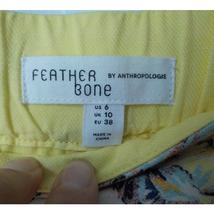 FEATHER BY ANTHROPOLOGIE
bone
US 6
UK 10
EU 38
MADE IN
CHINA